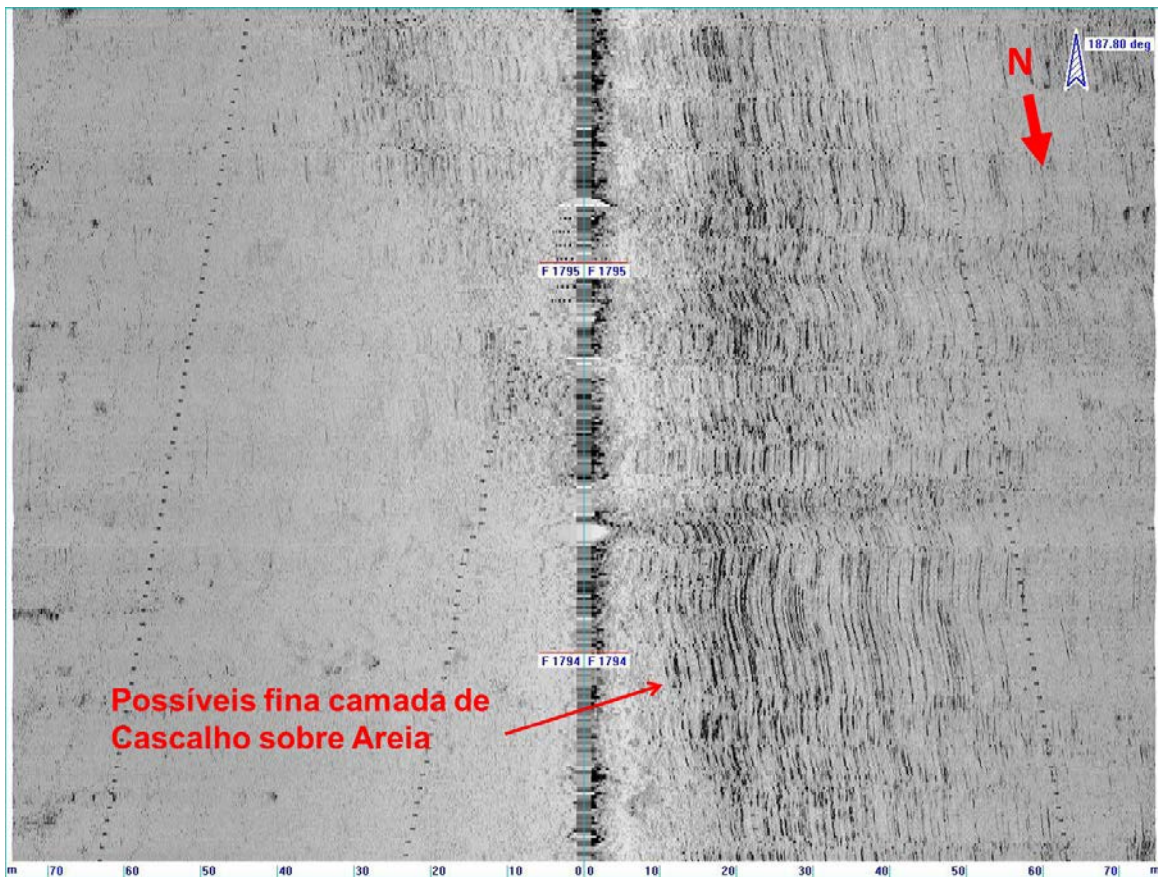 187.80 deg
N
F 1795 F 1795
F 1794 F 1794
Possíveis fina camada de
Cascalho sobre Areia
m 70 60 50 40 30 20 10 0 0 10 20 30 40 50 60 70 m